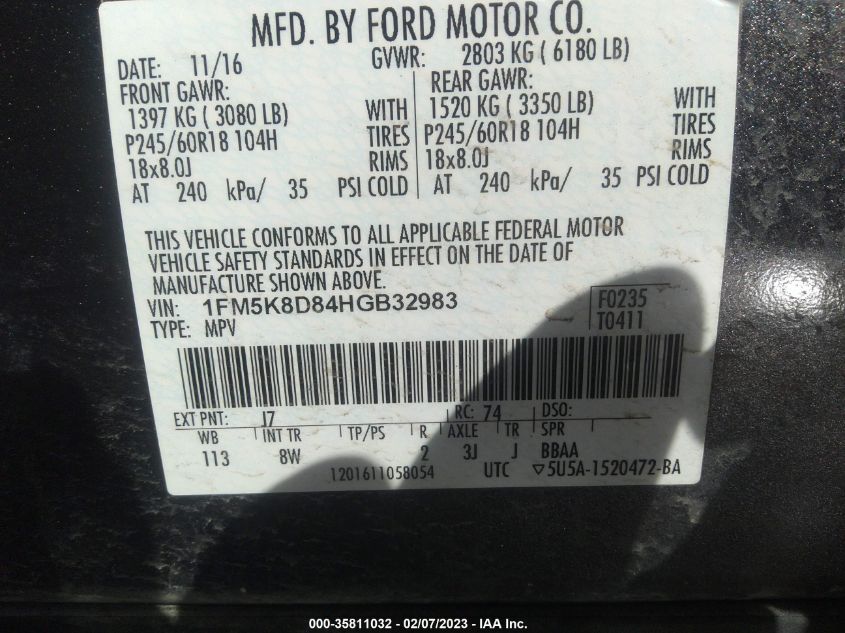 MFD. BY FORD MOTOR CO.
DATE: 11/16 GVWR: 2803 KG ( 6180 LB)
FRONT GAWR: REAR GAWR:
1397 KG ( 3080 LB) WITH 1520 KG ( 3350 LB) WITH
P245/60R18 104H TIRES P245/60R18 104H TIRES
18x8.0J RIMS 18x8.0J RIMS
AT 240 kPa/ 35 PSI COLD AT 240 kPa/ 35 PSI COLD
THIS VEHICLE CONFORMS TO ALL APPLICABLE FEDERAL MOTOR
VEHICLE SAFETY STANDARDS IN EFFECT ON THE DATE OF
MANUFACTURE SHOWN ABOVE.
VIN: 1FM5K8D84HGB32983 F0235
TYPE: MPV T0411
EXT PNT: J7 RC: 74 DSO:
WB INT TR TP/PS R AXLE TR SPR
113 8W 2 3J J BBAA
1201611058054 UTC ▽5U5A-1520472-BA
000-35811032 - 02/07/2023 - IAA Inc.